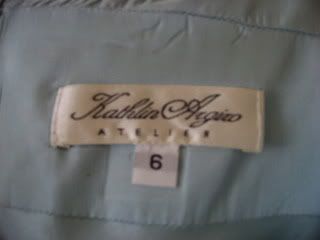 Kathlin Argiro
ATELIER
6